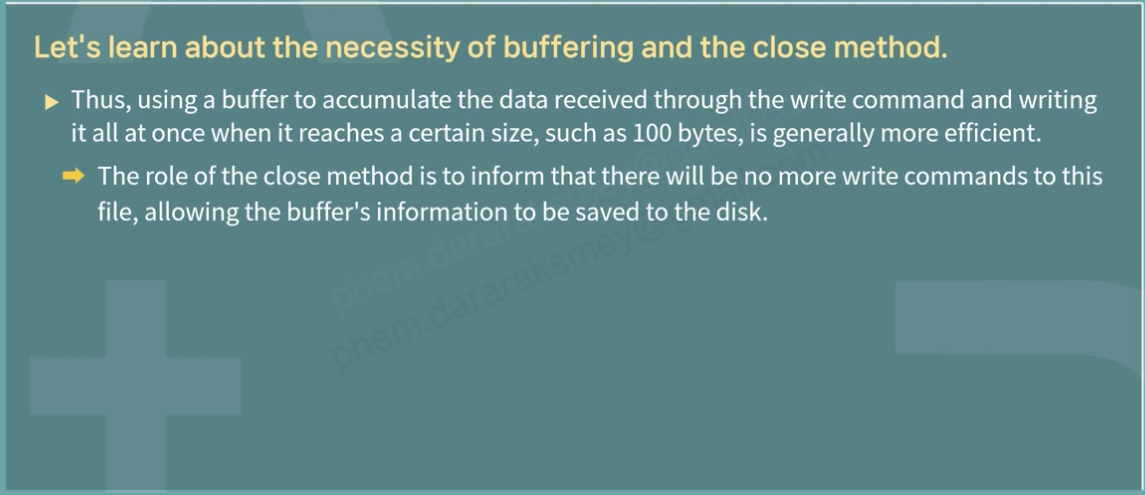 Let's learn about the necessity of buffering and the close method.
Thus, using a buffer to accumulate the data received through the write command and writing
it all at once when it reaches a certain size, such as 100 bytes, is generally more efficient.
The role of the close method is to inform that there will be no more write commands to this
file, allowing the buffer's information to be saved to the disk.
phem.dararaksmey@gmail.com
phem.dararaksmey@gmail.com